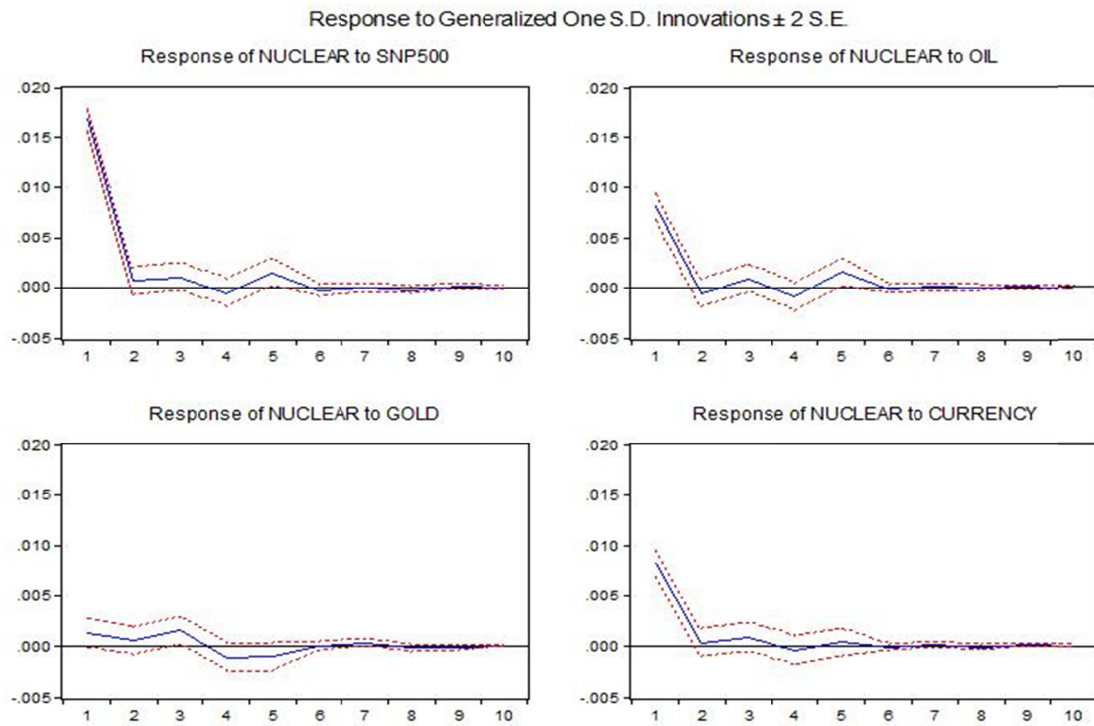 Response to Generalized One S.D. Innovations ± 2 S.E.
Response of NUCLEAR to SNP500
.020
.015
.010
.005
.000
-.005
1 2 3 4 5 6 7 8 9 10
Response of NUCLEAR to OIL
.020
.015
.010
.005
.000
-.005
1 2 3 4 5 6 7 8 9 10
Response of NUCLEAR to GOLD
.020
.015
.010
.005
.000
-.005
1 2 3 4 5 6 7 8 9 10
Response of NUCLEAR to CURRENCY
.020
.015
.010
.005
.000
-.005
1 2 3 4 5 6 7 8 9 10